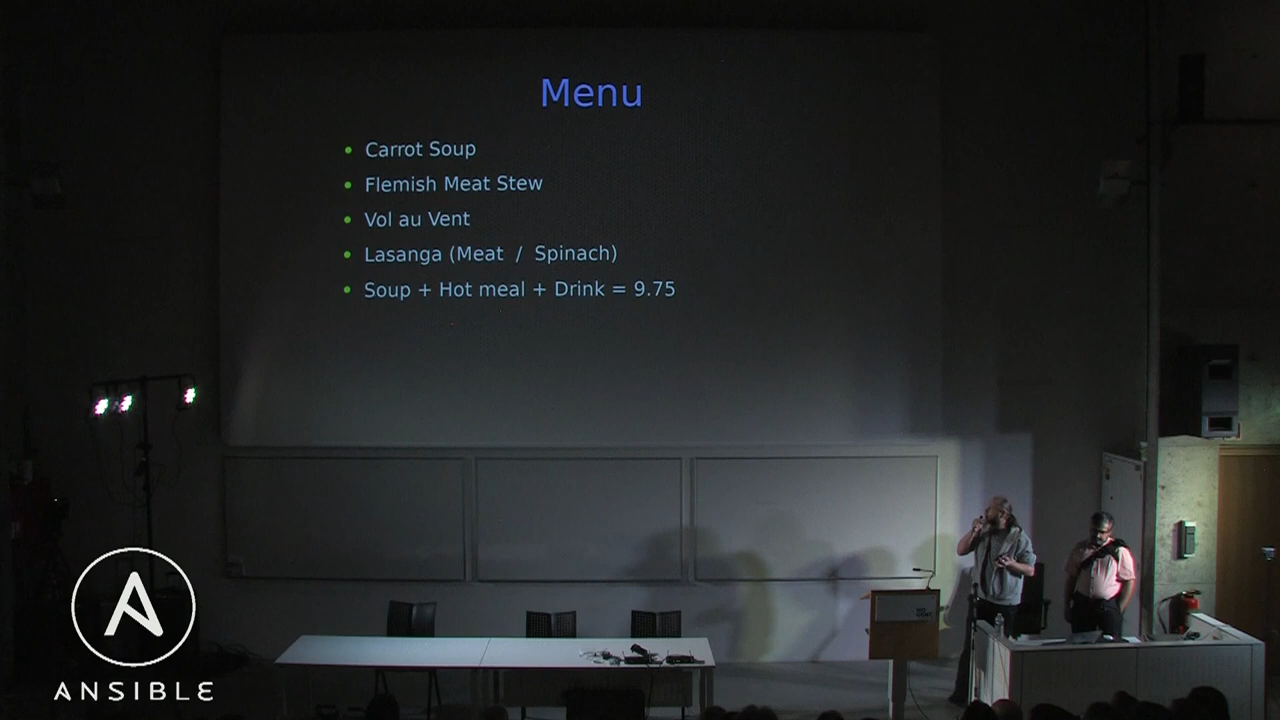 Menu
Carrot Soup
Flemish Meat Stew
Vol au Vent
Lasanga (Meat / Spinach)
Soup + Hot meal + Drink = 9.75
ANSIBLE